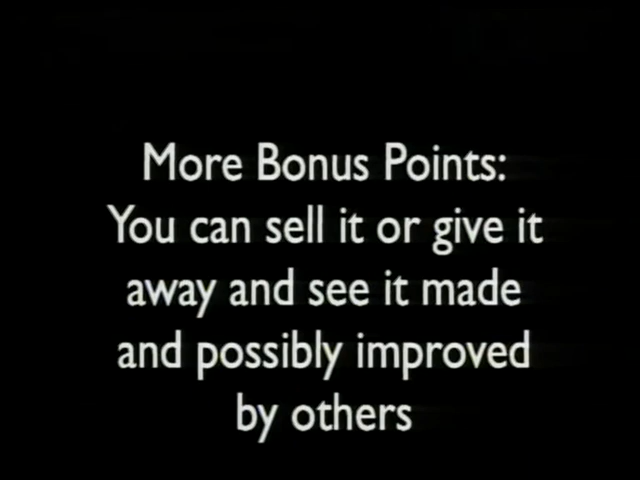 More Bonus Points:
You can sell it or give it
away and see it made
and possibly improved
by others